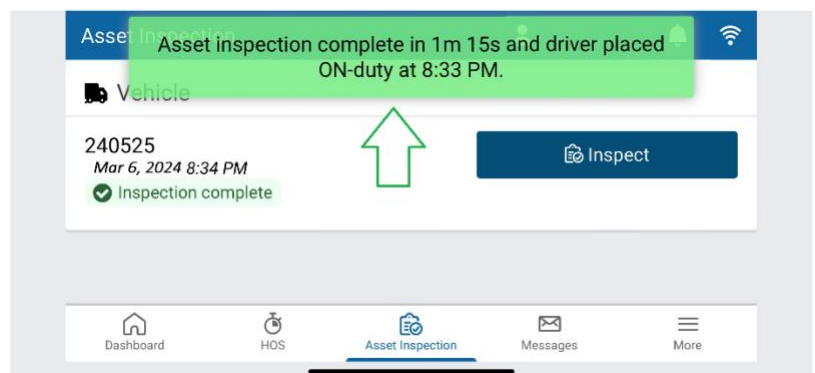 Asset Inspection
Asset inspection complete in 1m 15s and driver placed
ON-duty at 8:33 PM.
Vehicle
240525
Mar 6, 2024 8:34 PM
Inspection complete
Inspect
Dashboard
HOS
Asset Inspection
Messages
More